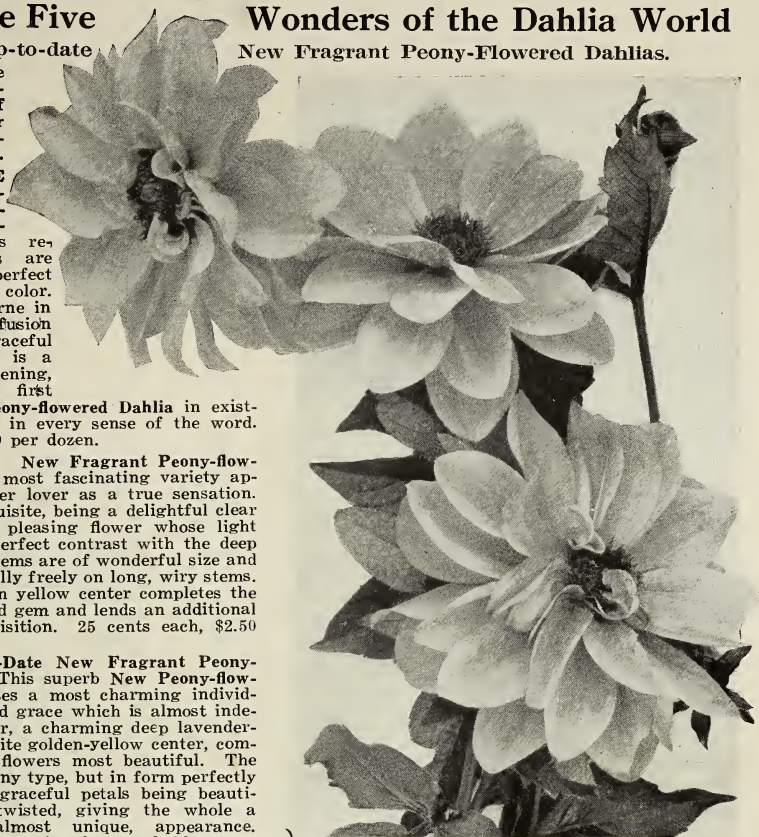 e Five
Wonders of the Dahlia World
p-to-date
New Fragrant Peony-Flowered Dahlias.
e
f
r
s re-
s are
perfect
color.
rne in
fusion
raceful
is a
ening,
first
ony-flowered Dahlia in exist-
in every sense of the word.
per dozen.
New Fragrant Peony-flow-
most fascinating variety ap-
er lover as a true sensation.
uisite, being a delightful clear
pleasing flower whose light
erfect contrast with the deep
ems are of wonderful size and
lly freely on long, wiry stems.
n yellow center completes the
d gem and lends an additional
isition. 25 cents each, $2.50
-Date New Fragrant Peony-
This superb New Peony-flow-
es a most charming individ-
d grace which is almost inde-
r, a charming deep lavender-
ite golden-yellow center, com-
flowers most beautiful. The
ny type, but in form perfectly
graceful petals being beauti-
twisted, giving the whole a
almost unique, appearance.